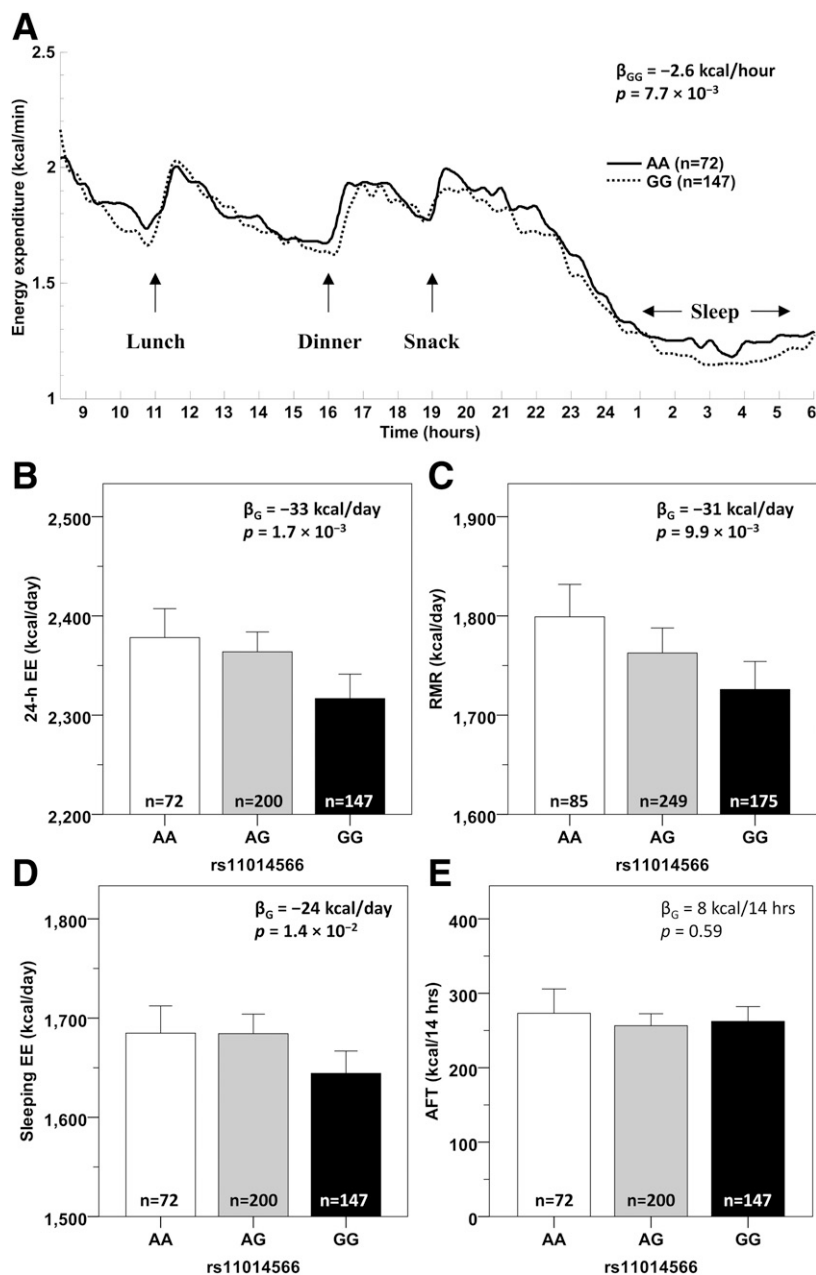 A
2.5
2
1.5
1
Energy expenditure (kcal/min)
β_GG = −2.6 kcal/hour
p = 7.7 × 10⁻³
AA (n=72)
GG (n=147)
Lunch
Dinner
Snack
Sleep
9 10 11 12 13 14 15 16 17 18 19 20 21 22 23 24 1 2 3 4 5 6
Time (hours)
B
2,500
2,400
2,300
2,200
24-h EE (kcal/day)
β_G = −33 kcal/day
p = 1.7 × 10⁻³
n=72 n=200 n=147
AA AG GG
rs11014566
C
1,900
1,800
1,700
1,600
RMR (kcal/day)
β_G = −31 kcal/day
p = 9.9 × 10⁻³
n=85 n=249 n=175
AA AG GG
rs11014566
D
1,800
1,700
1,600
1,500
Sleeping EE (kcal/day)
β_G = −24 kcal/day
p = 1.4 × 10⁻²
n=72 n=200 n=147
AA AG GG
rs11014566
E
400
300
200
100
0
AFT (kcal/14 hrs)
β_G = 8 kcal/14 hrs
p = 0.59
n=72 n=200 n=147
AA AG GG
rs11014566